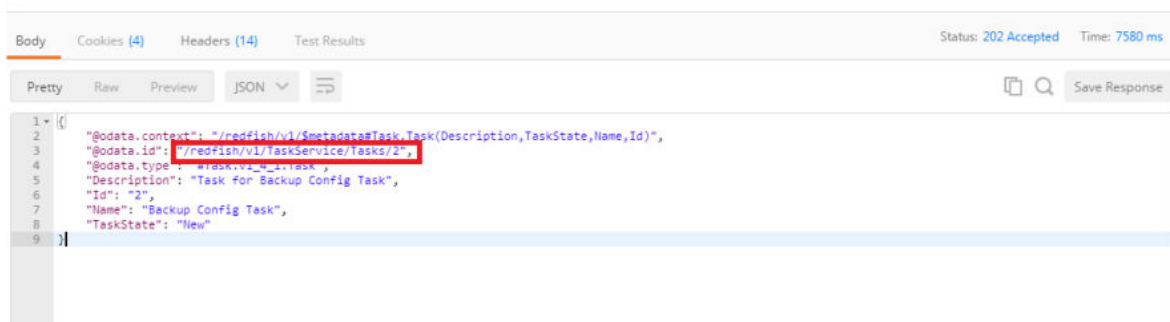 Body Cookies (4) Headers (14) Test Results Status: 202 Accepted Time: 7580 ms
Pretty Raw Preview JSON Save Response
1 {
2 "@odata.context": "/redfish/v1/$metadata#Task.Task(Description,TaskState,Name,Id)",
3 "@odata.id": "/redfish/v1/TaskService/Tasks/2",
4 "@odata.type": "#Task.v1_4_1.Task",
5 "Description": "Task for Backup Config Task",
6 "Id": "2",
7 "Name": "Backup Config Task",
8 "TaskState": "New"
9 }